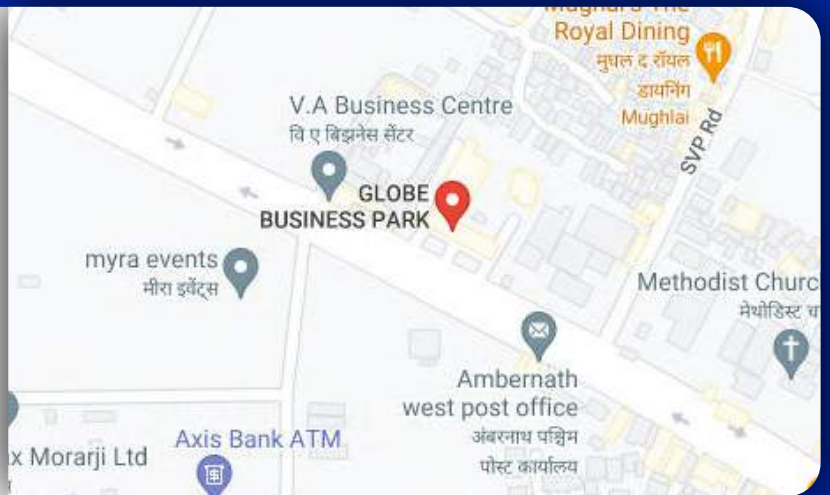 Royal Dining
मुघल द रॉयल
डायनिंग
Mughlai
SVP Rd
V.A Business Centre
वि ए बिझनेस सेंटर
GLOBE
BUSINESS PARK
myra events
मीरा इवेंट्स
Methodist Churc
मेथोडिस्ट च
Ambernath
west post office
अंबरनाथ पश्चिम
पोस्ट कार्यालय
Axis Bank ATM
x Morarji Ltd